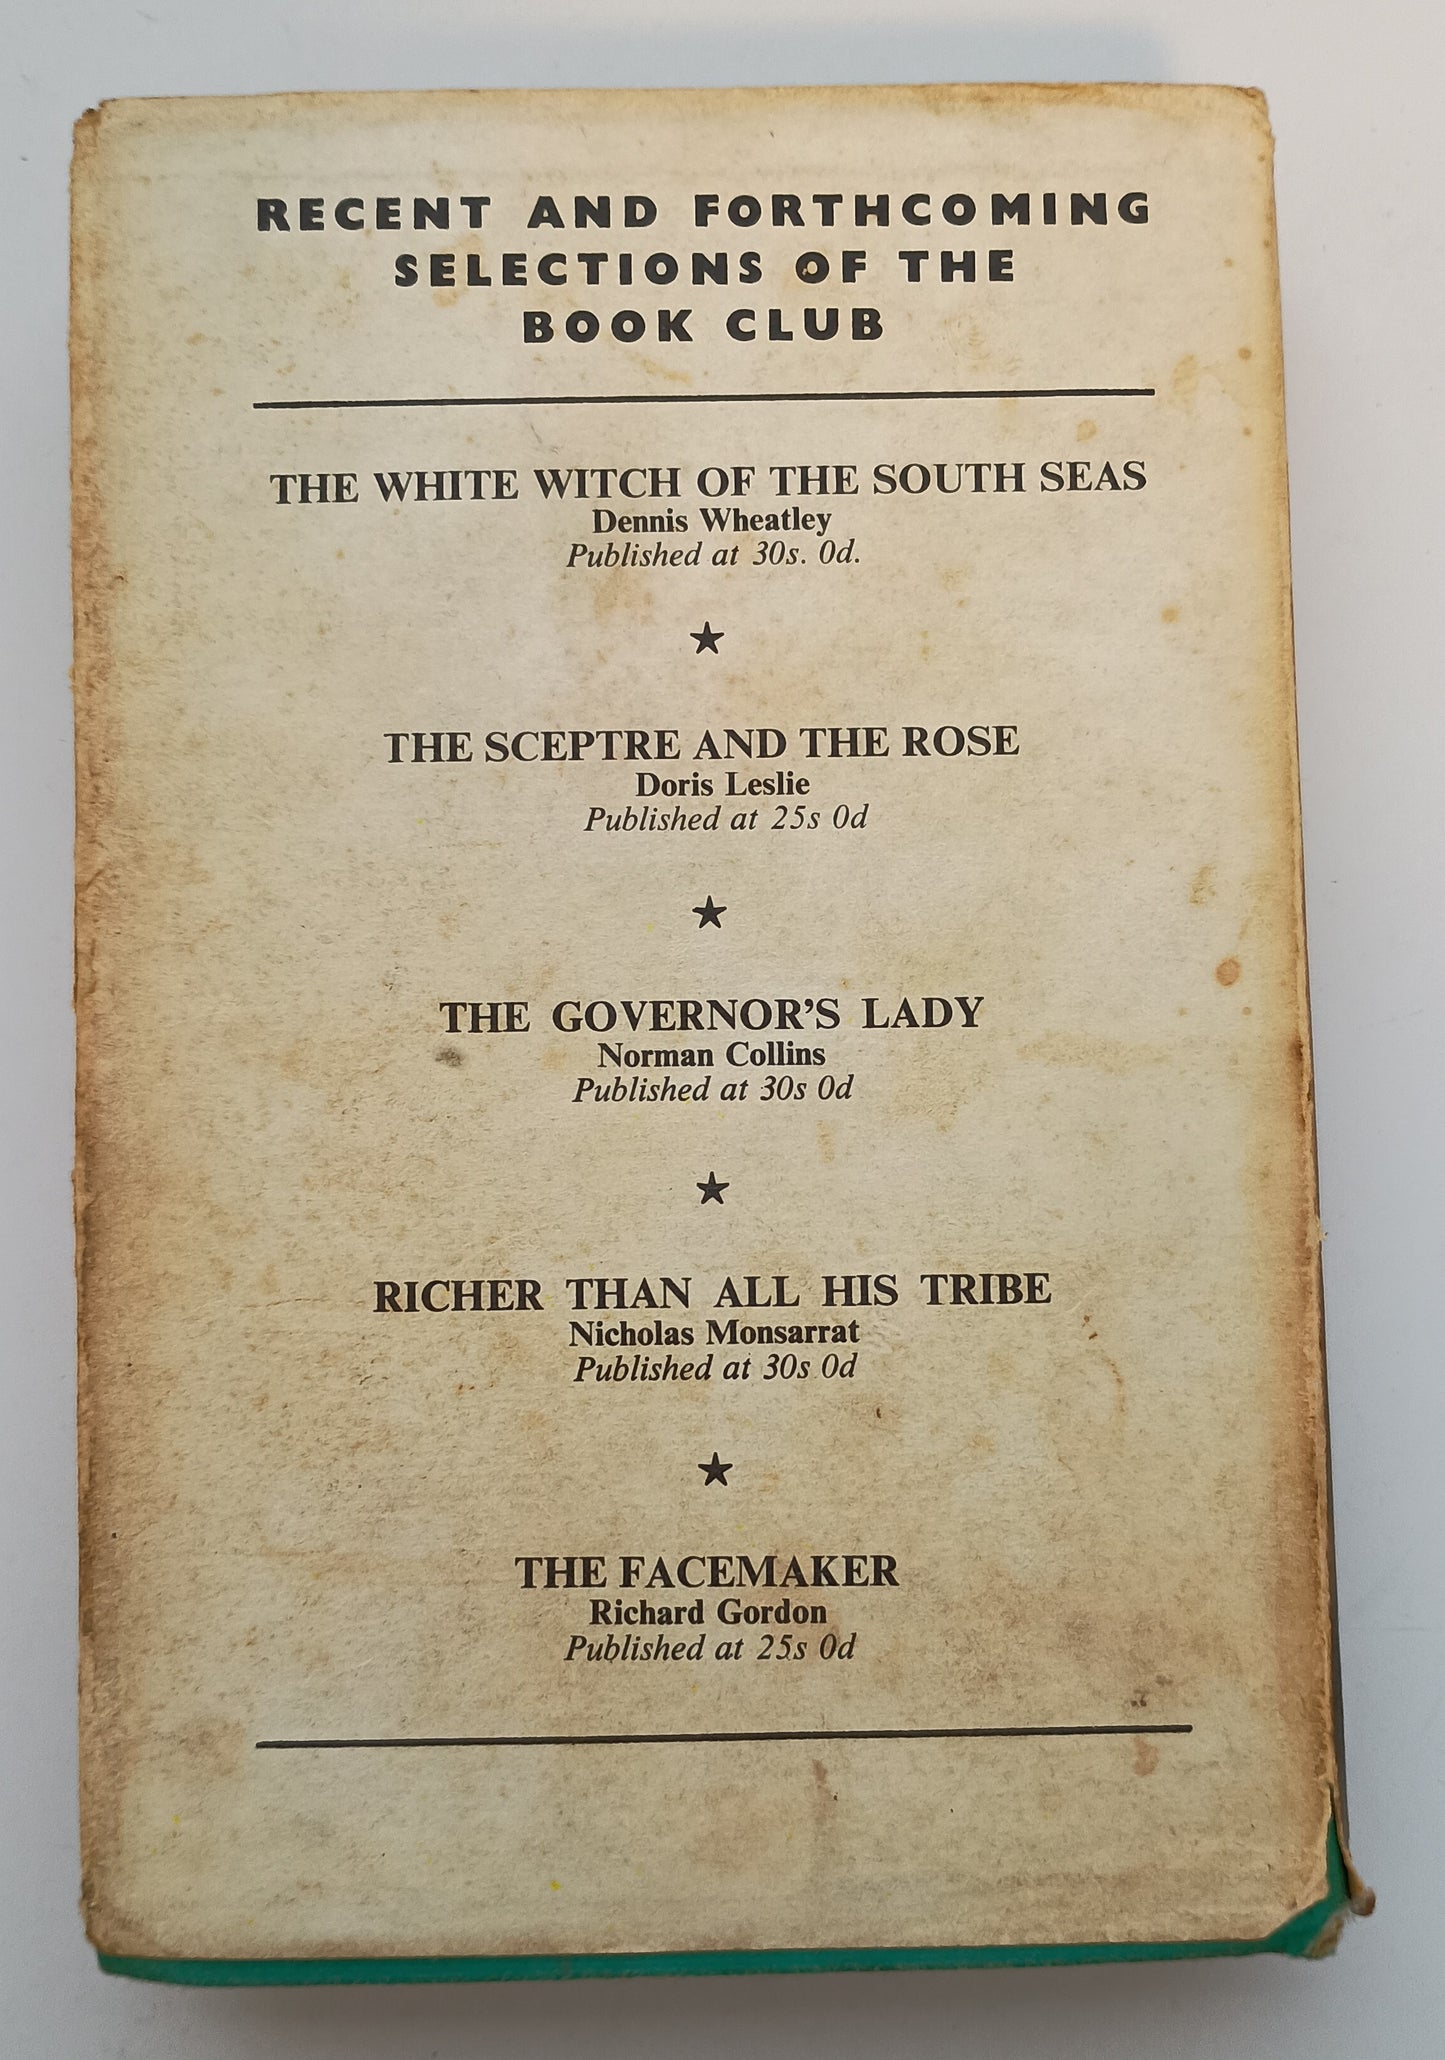 RECENT AND FORTHCOMING
SELECTIONS OF THE
BOOK CLUB
THE WHITE WITCH OF THE SOUTH SEAS
Dennis Wheatley
Published at 30s. 0d.
THE SCEPTRE AND THE ROSE
Doris Leslie
Published at 25s 0d
THE GOVERNOR'S LADY
Norman Collins
Published at 30s 0d
RICHER THAN ALL HIS TRIBE
Nicholas Monsarrat
Published at 30s 0d
THE FACEMAKER
Richard Gordon
Published at 25s 0d